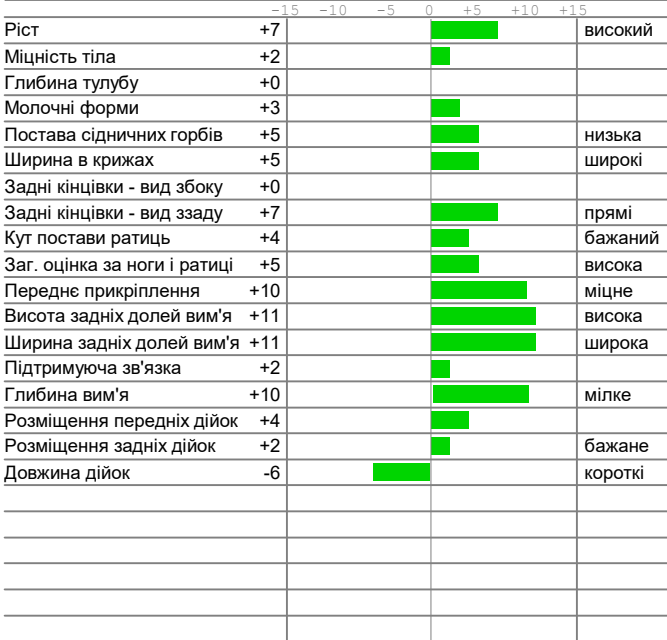 -15 -10 -5 0 +5 +10 +15
Ріст +7 високий
Міцність тіла +2
Глибина тулубу +0
Молочні форми +3
Постава сідничних горбів +5 низька
Ширина в крижах +5 широкі
Задні кінцівки - вид збоку +0
Задні кінцівки - вид ззаду +7 прямі
Кут постави ратиць +4 бажаний
Заг. оцінка за ноги і ратиці +5 висока
Переднє прикріплення +10 міцне
Висота задніх долей вим'я +11 висока
Ширина задніх долей вим'я +11 широка
Підтримуюча зв'язка +2
Глибина вим'я +10 мілке
Розміщення передніх дійок +4
Розміщення задніх дійок +2 бажане
Довжина дійок -6 короткі